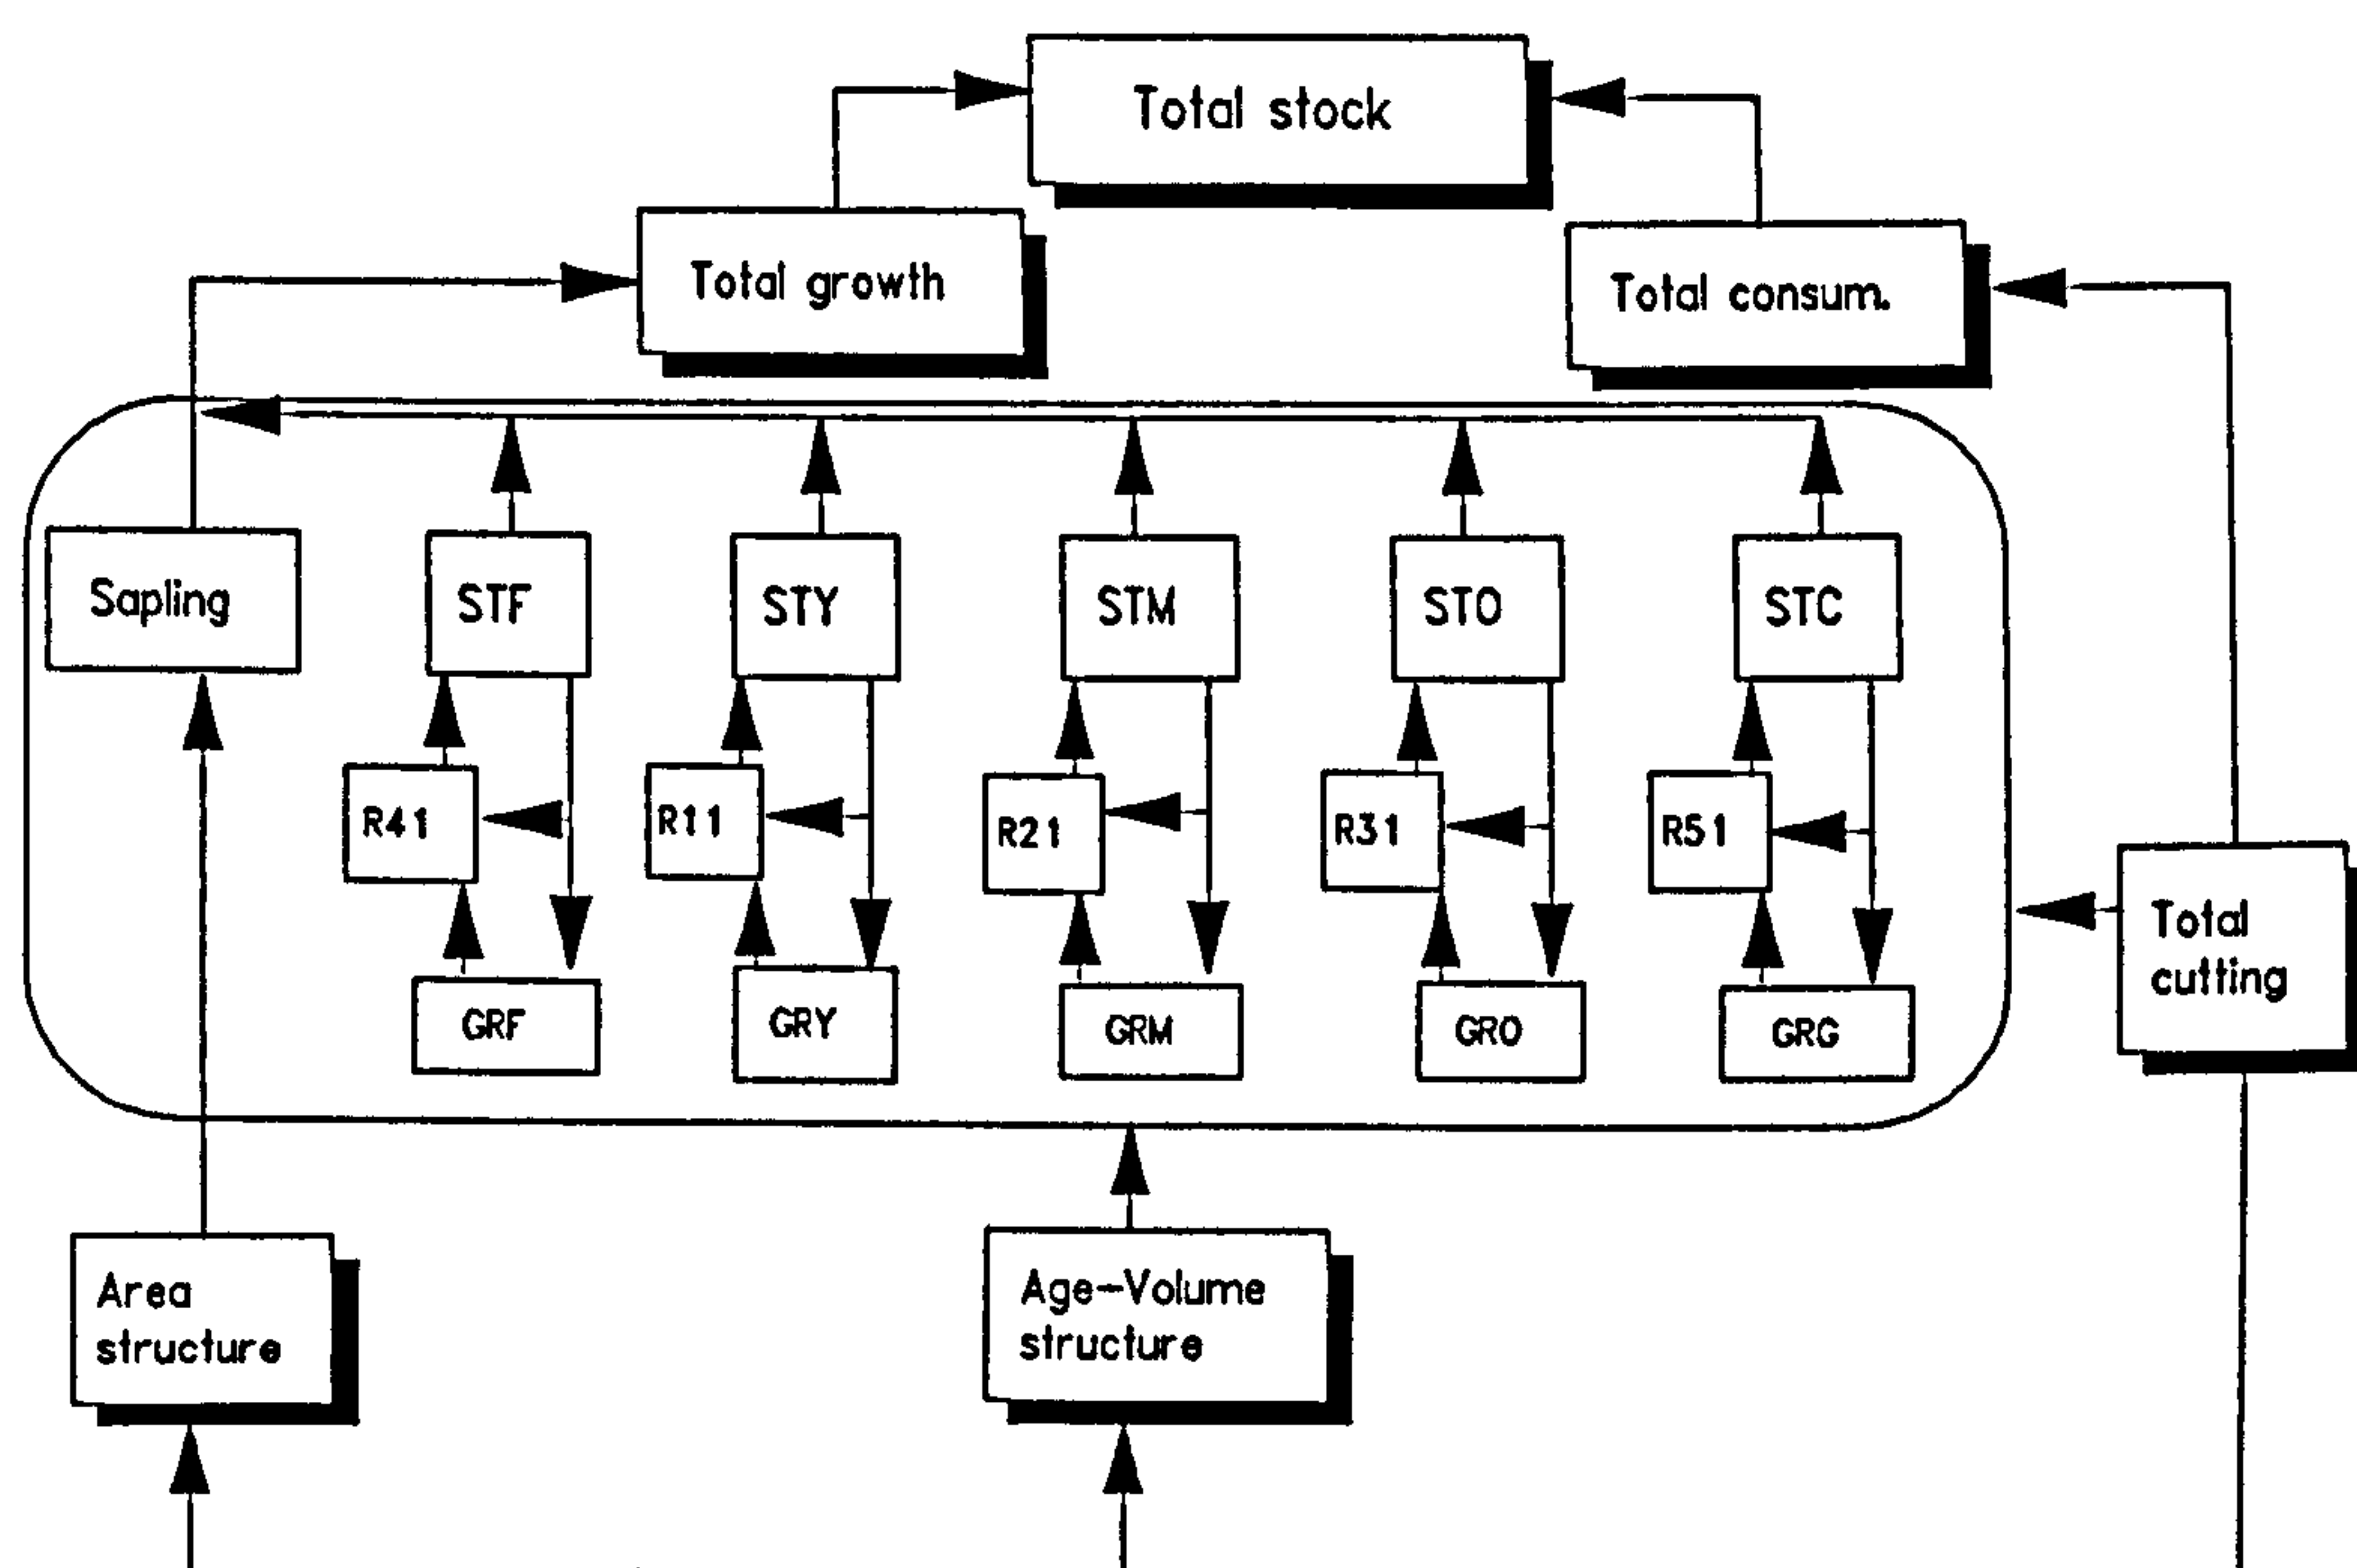 Total stock
Total growth
Total consum.
Sapling
STF
STY
STM
STO
STC
R41
R11
R21
R31
R51
GRF
GRY
GRM
GRO
GRG
Total
cutting
Area
structure
Age-Volume
structure